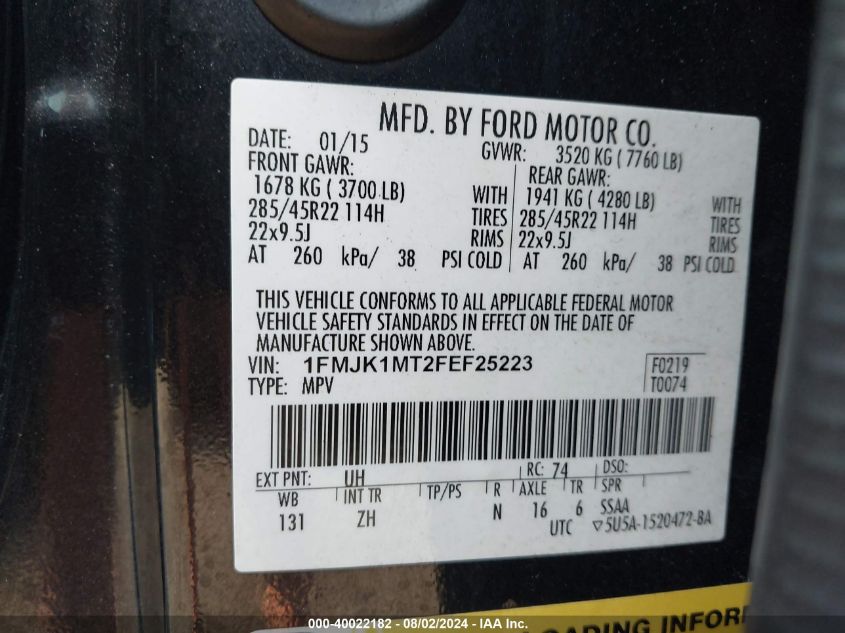 MFD. BY FORD MOTOR CO.
DATE: 01/15 GVWR: 3520 KG ( 7760 LB)
FRONT GAWR: REAR GAWR:
1678 KG ( 3700 LB) WITH 1941 KG ( 4280 LB) WITH
285/45R22 114H TIRES 285/45R22 114H TIRES
22x9.5J RIMS 22x9.5J RIMS
AT 260 kPa/ 38 PSI COLD AT 260 kPa/ 38 PSI COLD
THIS VEHICLE CONFORMS TO ALL APPLICABLE FEDERAL MOTOR
VEHICLE SAFETY STANDARDS IN EFFECT ON THE DATE OF
MANUFACTURE SHOWN ABOVE.
VIN: 1FMJK1MT2FEF25223 F0219
TYPE: MPV T0074
EXT PNT: UH RC: 74 DSO:
WB INT TR TP/PS R AXLE TR SPR
131 ZH N 16 6 SSAA
UTC ▽5U5A-1520472-BA
LOADING INFOR
000-40022182 - 08/02/2024 - IAA Inc.